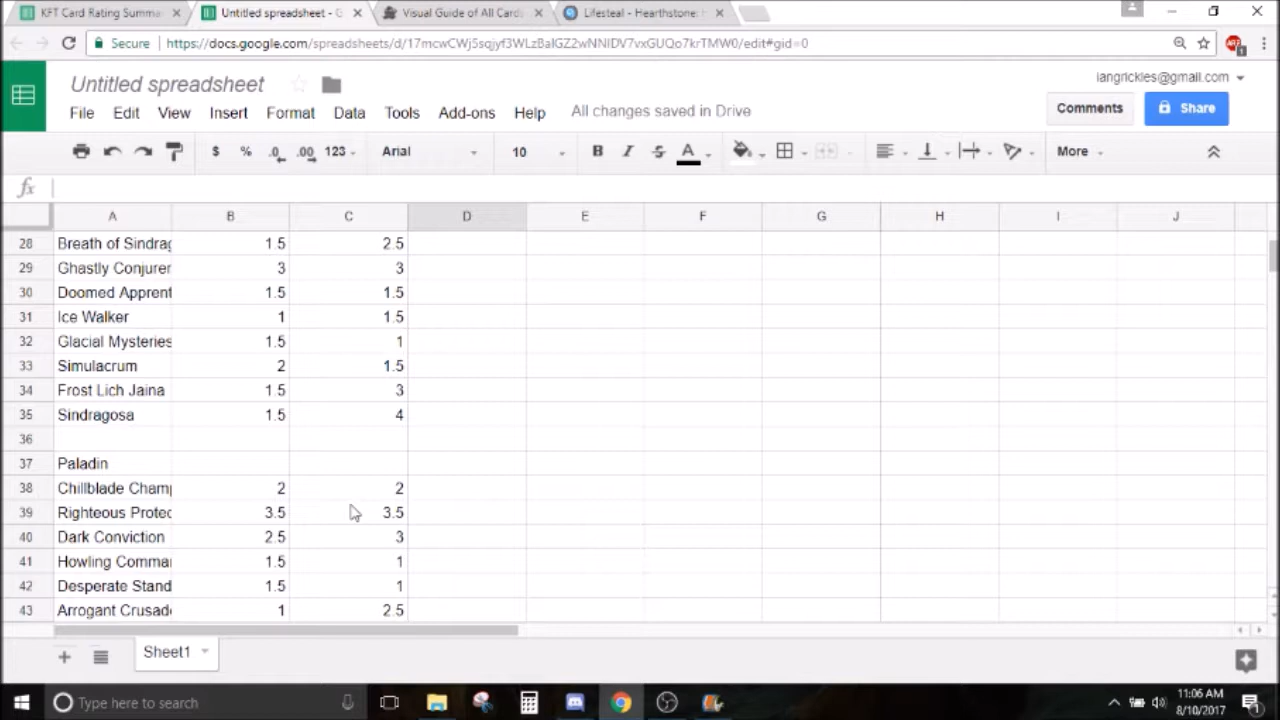 KFT Card Rating Summa
Untitled spreadsheet - G
Visual Guide of All Cards
Lifesteal - Hearthstone: H
Secure
https://docs.google.com/spreadsheets/d/17mcwCWj5sqjyf3WLzBaIGZ2wNNIDV7vxGUQo7krTMW0/edit#gid=0
Untitled spreadsheet
iangrickles@gmail.com
File Edit View Insert Format Data Tools Add-ons Help All changes saved in Drive
Comments
Share
$ % .0 .00 123 Arial 10 B I S A More
fx
A B C D E F G H I J
28 Breath of Sindrag 1.5 2.5
29 Ghastly Conjurer 3 3
30 Doomed Apprent 1.5 1.5
31 Ice Walker 1 1.5
32 Glacial Mysteries 1.5 1
33 Simulacrum 2 1.5
34 Frost Lich Jaina 1.5 3
35 Sindragosa 1.5 4
36
37 Paladin
38 Chillblade Champ 2 2
39 Righteous Protec 3.5 3.5
40 Dark Conviction 2.5 3
41 Howling Comman 1.5 1
42 Desperate Stand 1.5 1
43 Arrogant Crusade 1 2.5
Sheet1
Type here to search
11:06 AM
8/10/2017